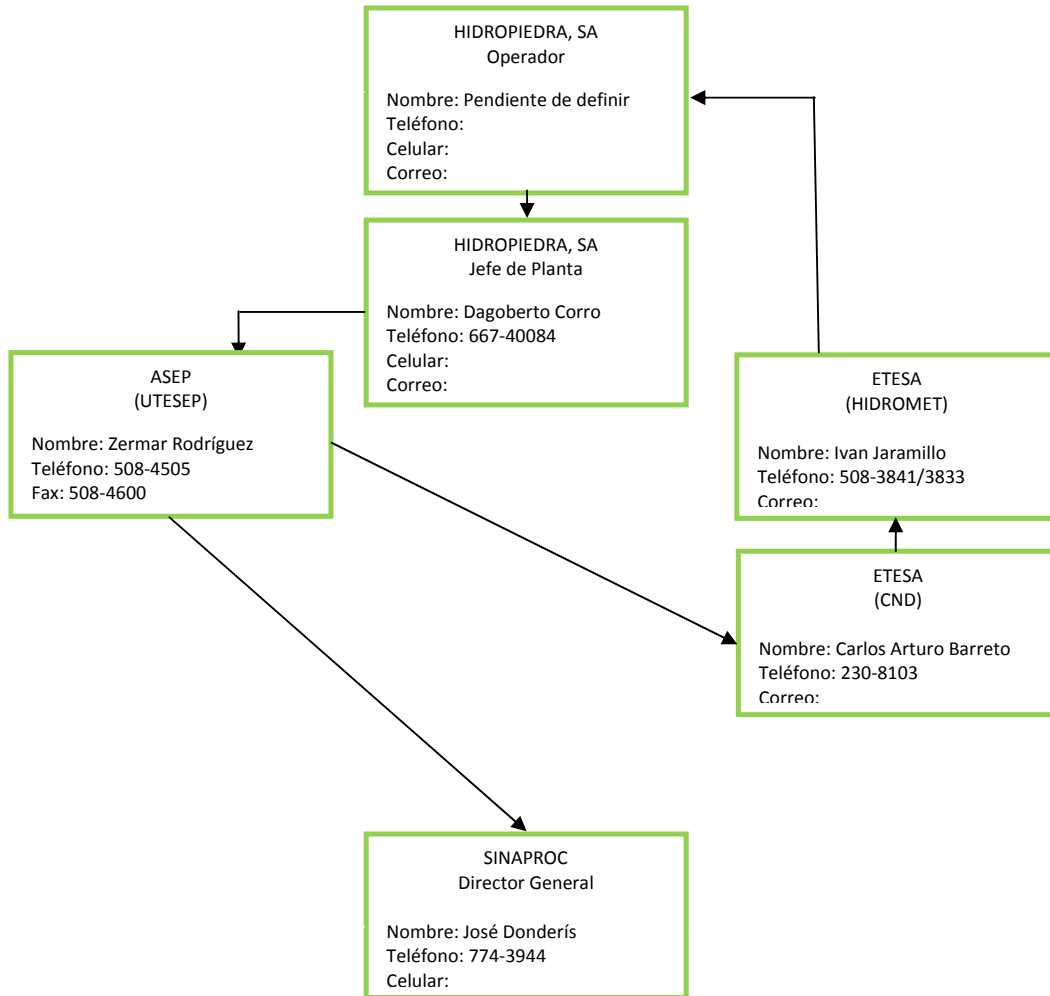 HIDROPIEDRA, SA
Operador
Nombre: Pendiente de definir
Teléfono:
Celular:
Correo:
HIDROPIEDRA, SA
Jefe de Planta
Nombre: Dagoberto Corro
Teléfono: 667-40084
Celular:
Correo:
ASEP
(UTESEP)
Nombre: Zermar Rodríguez
Teléfono: 508-4505
Fax: 508-4600
ETESA
(HIDROMET)
Nombre: Ivan Jaramillo
Teléfono: 508-3841/3833
Correo:
ETESA
(CND)
Nombre: Carlos Arturo Barreto
Teléfono: 230-8103
Correo:
SINAPROC
Director General
Nombre: José Donderís
Teléfono: 774-3944
Celular: